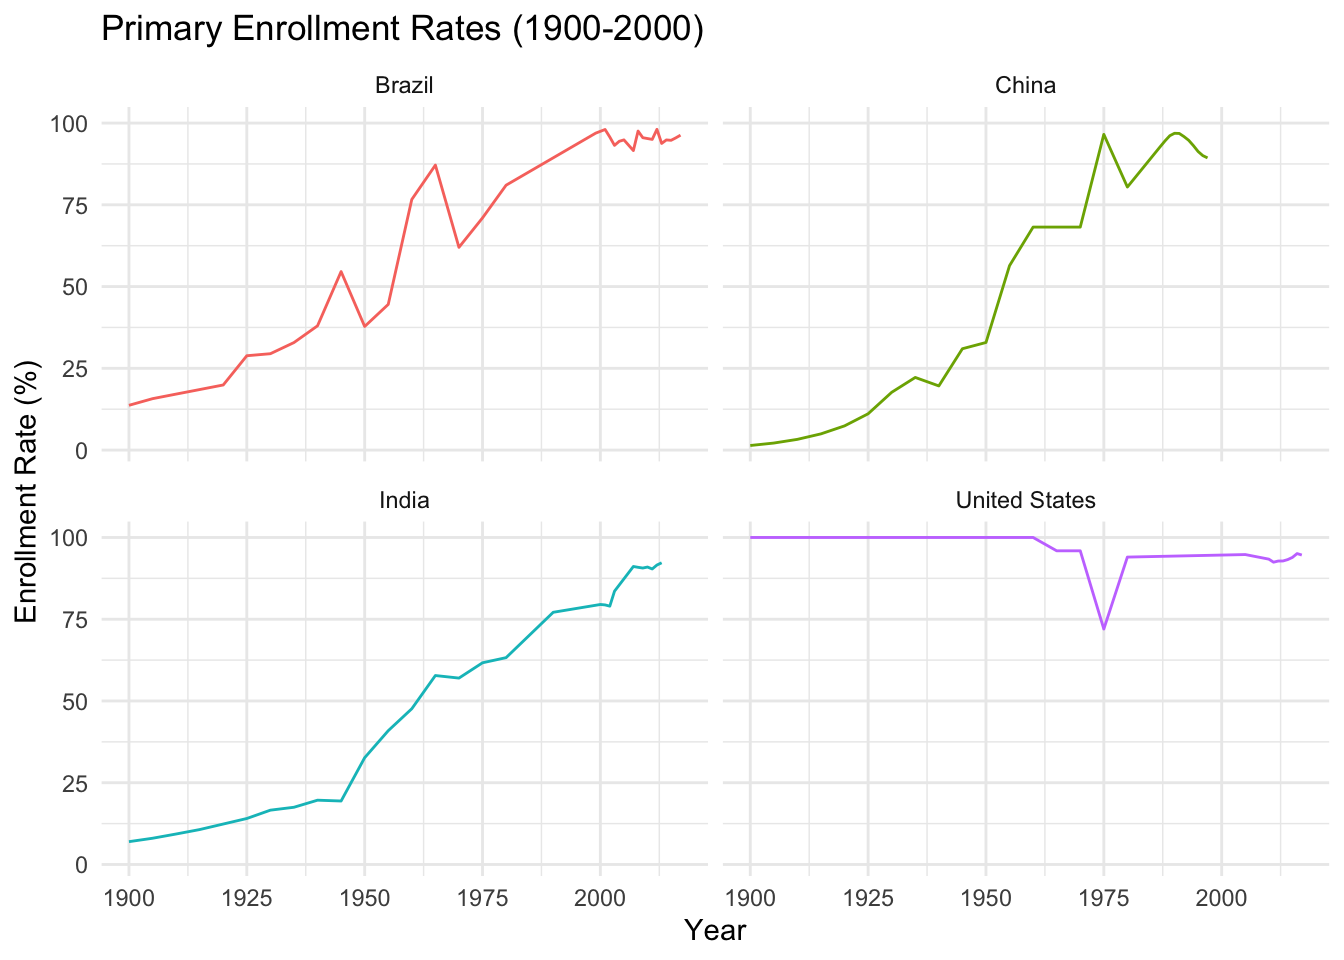 Primary Enrollment Rates (1900-2000)
Brazil
China
100
75
50
25
0
Enrollment Rate (%)
India
United States
100
75
50
25
0
1900 1925 1950 1975 2000
1900 1925 1950 1975 2000
Year